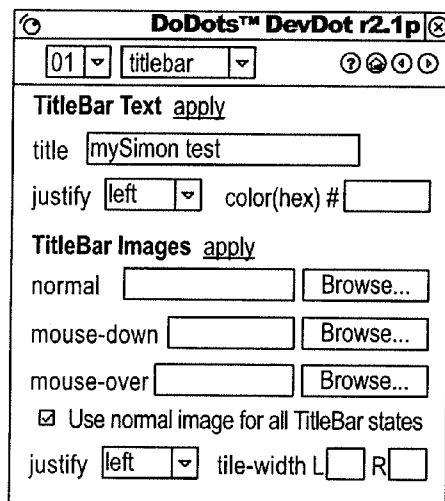 DoDots™ DevDot r2.1p
01 titlebar ?
TitleBar Text apply
title mySimon test
justify left color(hex) #
TitleBar Images apply
normal Browse...
mouse-down Browse...
mouse-over Browse...
Use normal image for all TitleBar states
justify left tile-width L R